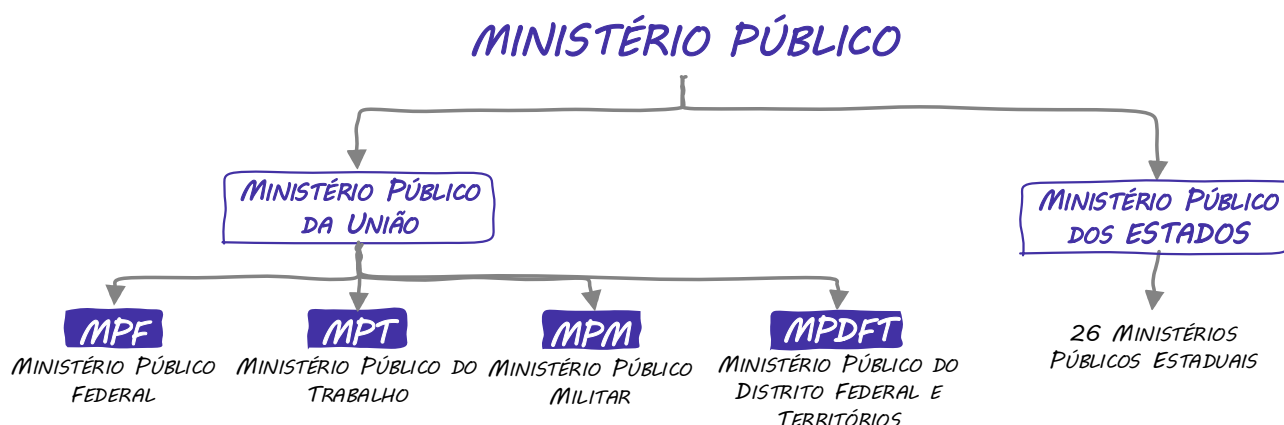 MINISTÉRIO PÚBLICO
MINISTÉRIO PÚBLICO
DA UNIÃO
MINISTÉRIO PÚBLICO
DOS ESTADOS
MPF
MINISTÉRIO PÚBLICO
FEDERAL
MPT
MINISTÉRIO PÚBLICO DO
TRABALHO
MPM
MINISTÉRIO PÚBLICO
MILITAR
MPDFT
MINISTÉRIO PÚBLICO DO
DISTRITO FEDERAL E
TERRITÓRIOS
26 MINISTÉRIOS
PÚBLICOS ESTADUAIS